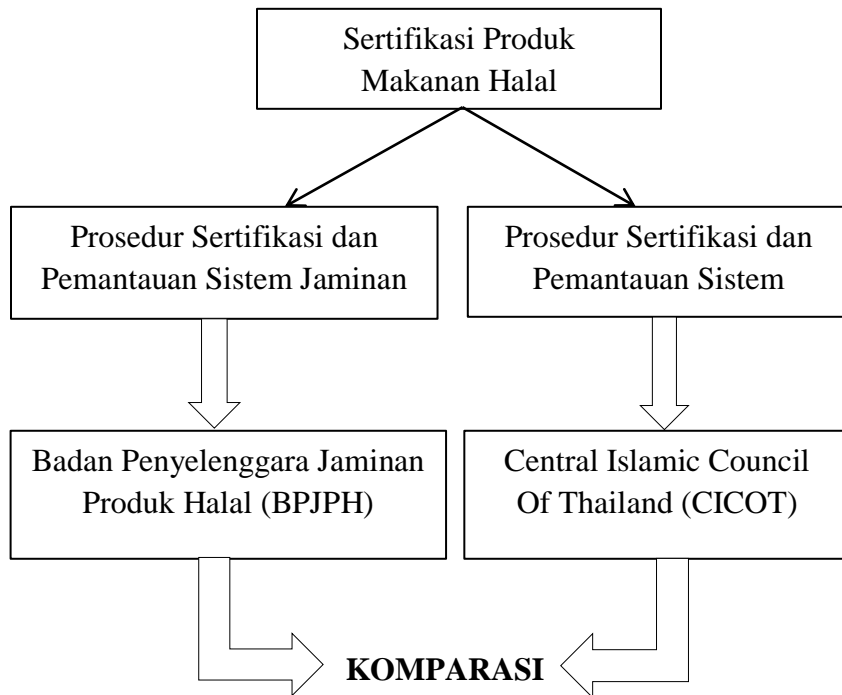 Sertifikasi Produk
Makanan Halal
Prosedur Sertifikasi dan
Pemantauan Sistem Jaminan
Prosedur Sertifikasi dan
Pemantauan Sistem
Badan Penyelenggara Jaminan
Produk Halal (BPJPH)
Central Islamic Council
Of Thailand (CICOT)
KOMPARASI